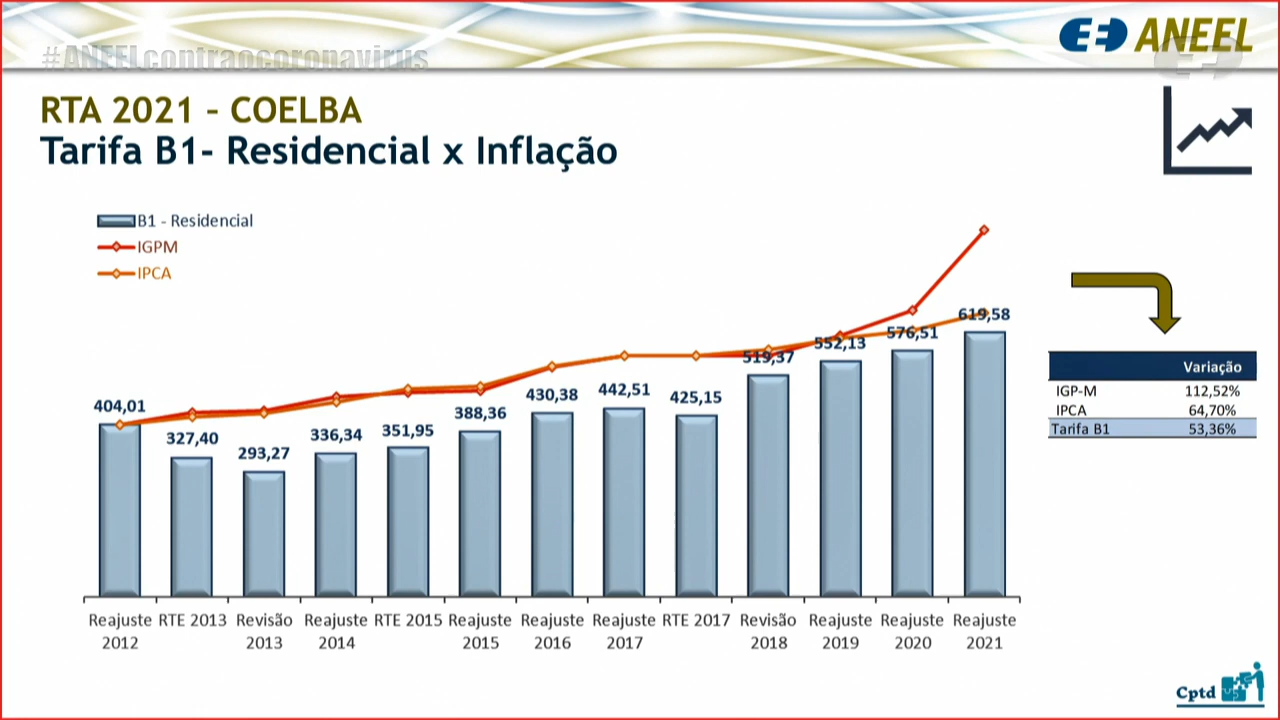 #ANEELcontraocoronavirus
ANEEL
RTA 2021 – COELBA
Tarifa B1- Residencial x Inflação
B1 - Residencial
IGPM
IPCA
404,01
327,40
293,27
336,34
351,95
388,36
430,38
442,51
425,15
519,37
552,13
576,51
619,58
Variação
IGP-M 112,52%
IPCA 64,70%
Tarifa B1 53,36%
Reajuste 2012
RTE 2013
Revisão 2013
Reajuste 2014
RTE 2015
Reajuste 2015
Reajuste 2016
Reajuste 2017
RTE 2017
Revisão 2018
Reajuste 2019
Reajuste 2020
Reajuste 2021
Cptd